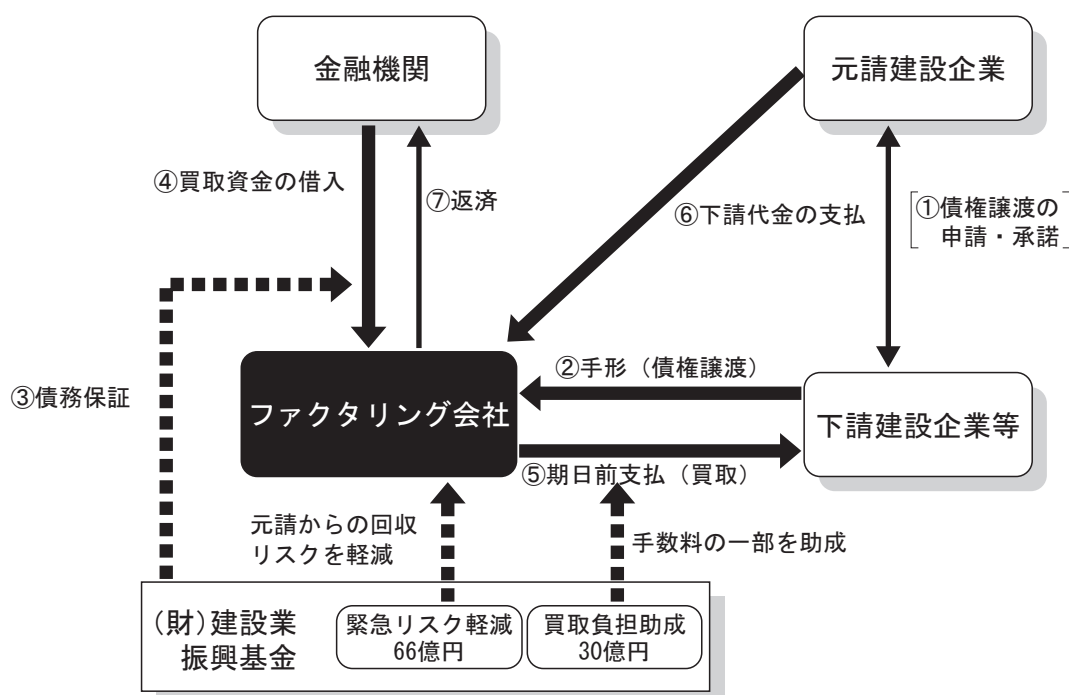 金融機関
元請建設企業
④買取資金の借入
⑦返済
⑥下請代金の支払
①債権譲渡の
申請・承諾
③債務保証
②手形（債権譲渡）
ファクタリング会社
下請建設企業等
⑤期日前支払（買取）
元請からの回収
リスクを軽減
手数料の一部を助成
（財）建設業
振興基金
緊急リスク軽減
66億円
買取負担助成
30億円